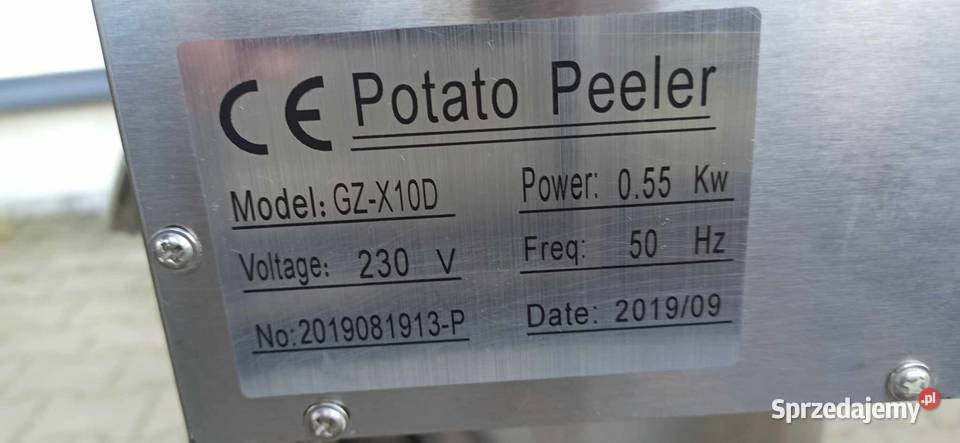 CE Potato Peeler
Model: GZ-X10D Power: 0.55 Kw
Voltage: 230 V Freq: 50 Hz
No:2019081913-P Date: 2019/09
Sprzedajemy.pl